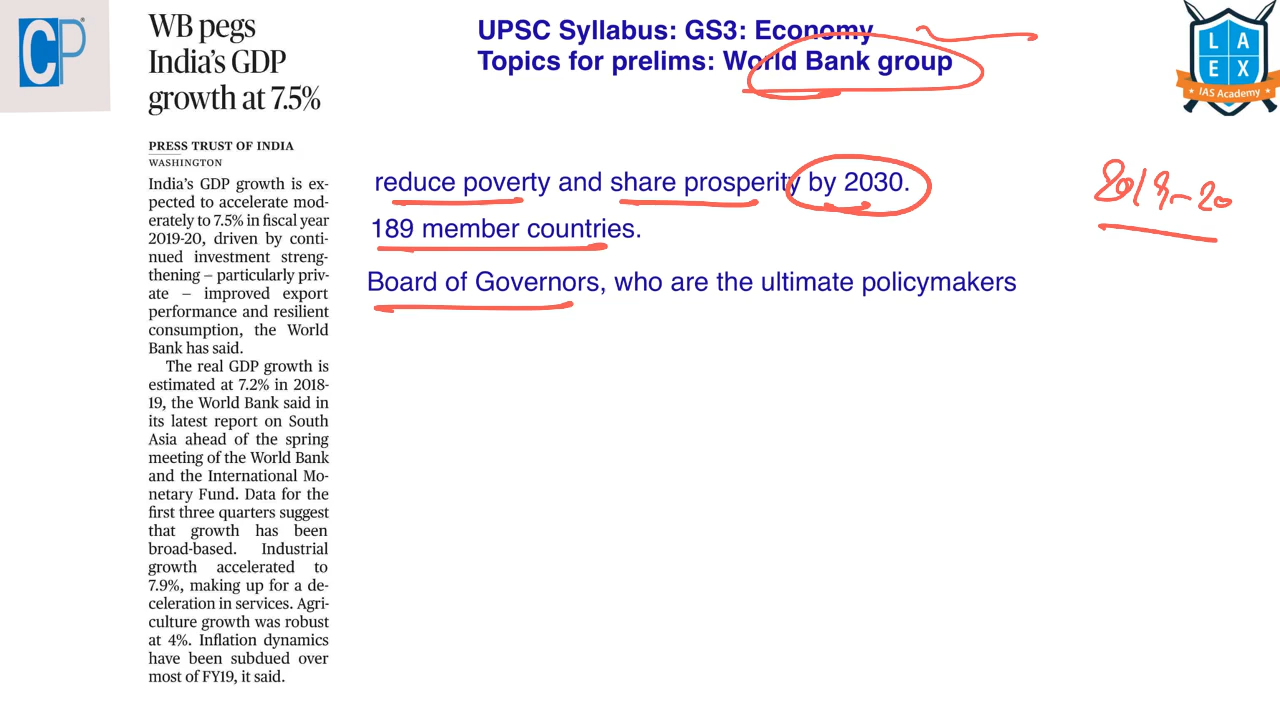 CP
WB pegs
India's GDP
growth at 7.5%
PRESS TRUST OF INDIA
WASHINGTON
India's GDP growth is ex-
pected to accelerate mod-
erately to 7.5% in fiscal year
2019-20, driven by conti-
nued investment streng-
thening – particularly priv-
ate – improved export
performance and resilient
consumption, the World
Bank has said.
The real GDP growth is
estimated at 7.2% in 2018-
19, the World Bank said in
its latest report on South
Asia ahead of the spring
meeting of the World Bank
and the International Mo-
netary Fund. Data for the
first three quarters suggest
that growth has been
broad-based. Industrial
growth accelerated to
7.9%, making up for a de-
celeration in services. Agri-
culture growth was robust
at 4%. Inflation dynamics
have been subdued over
most of FY19, it said.
UPSC Syllabus: GS3: Economy
Topics for prelims: World Bank group
reduce poverty and share prosperity by 2030.
189 member countries.
Board of Governors, who are the ultimate policymakers
2019-20
L A
E X
IAS Academy